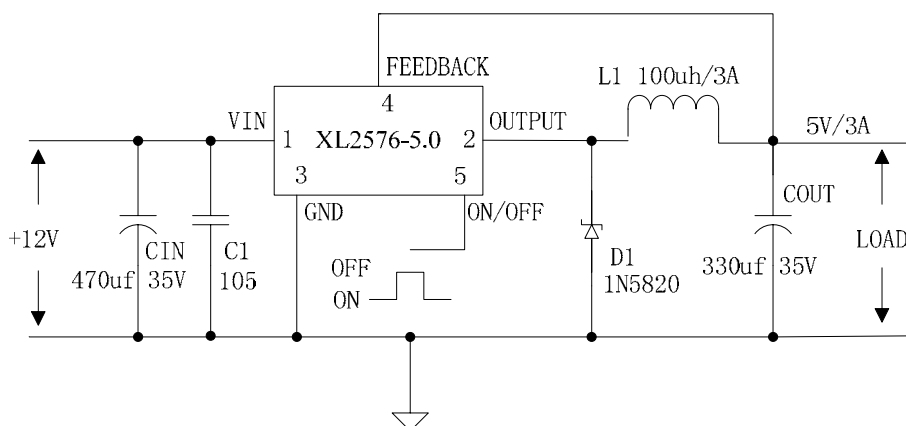 FEEDBACK
L1 100uh/3A
4
VIN
OUTPUT
5V/3A
1 XL2576-5.0 2
3
5
GND
ON/OFF
COUT
+12V
CIN
C1
OFF
D1
LOAD
470uf 35V
105
ON
1N5820
330uf 35V